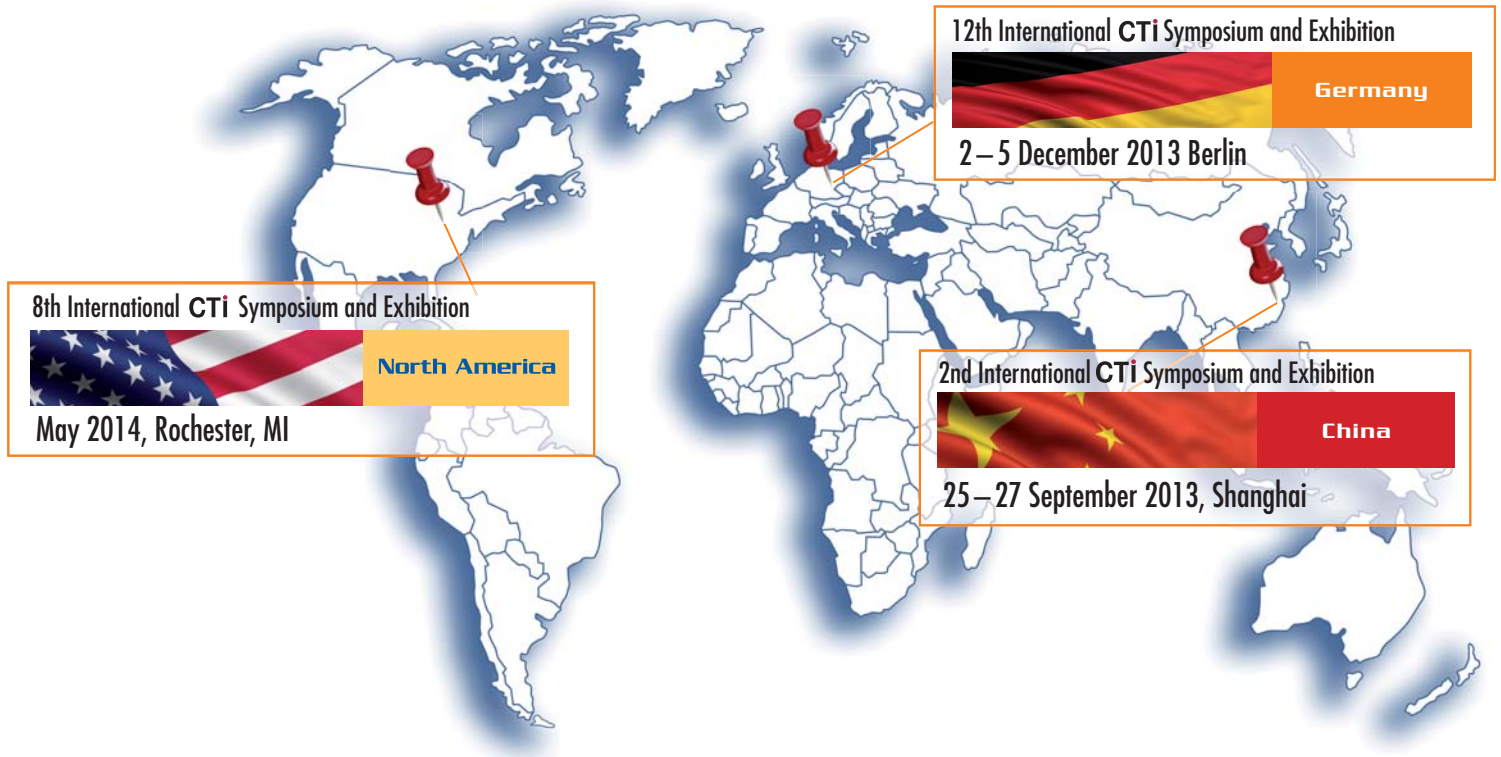 12th International CTi Symposium and Exhibition
Germany
2–5 December 2013 Berlin
8th International CTi Symposium and Exhibition
North America
May 2014, Rochester, MI
2nd International CTi Symposium and Exhibition
China
25–27 September 2013, Shanghai